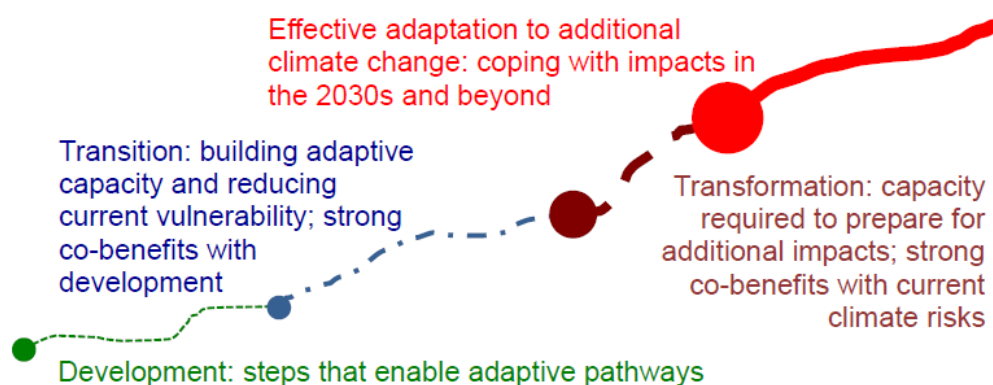 Effective adaptation to additional
climate change: coping with impacts in
the 2030s and beyond
Transition: building adaptive
capacity and reducing
current vulnerability; strong
co-benefits with
development
Transformation: capacity
required to prepare for
additional impacts; strong
co-benefits with current
climate risks
Development: steps that enable adaptive pathways